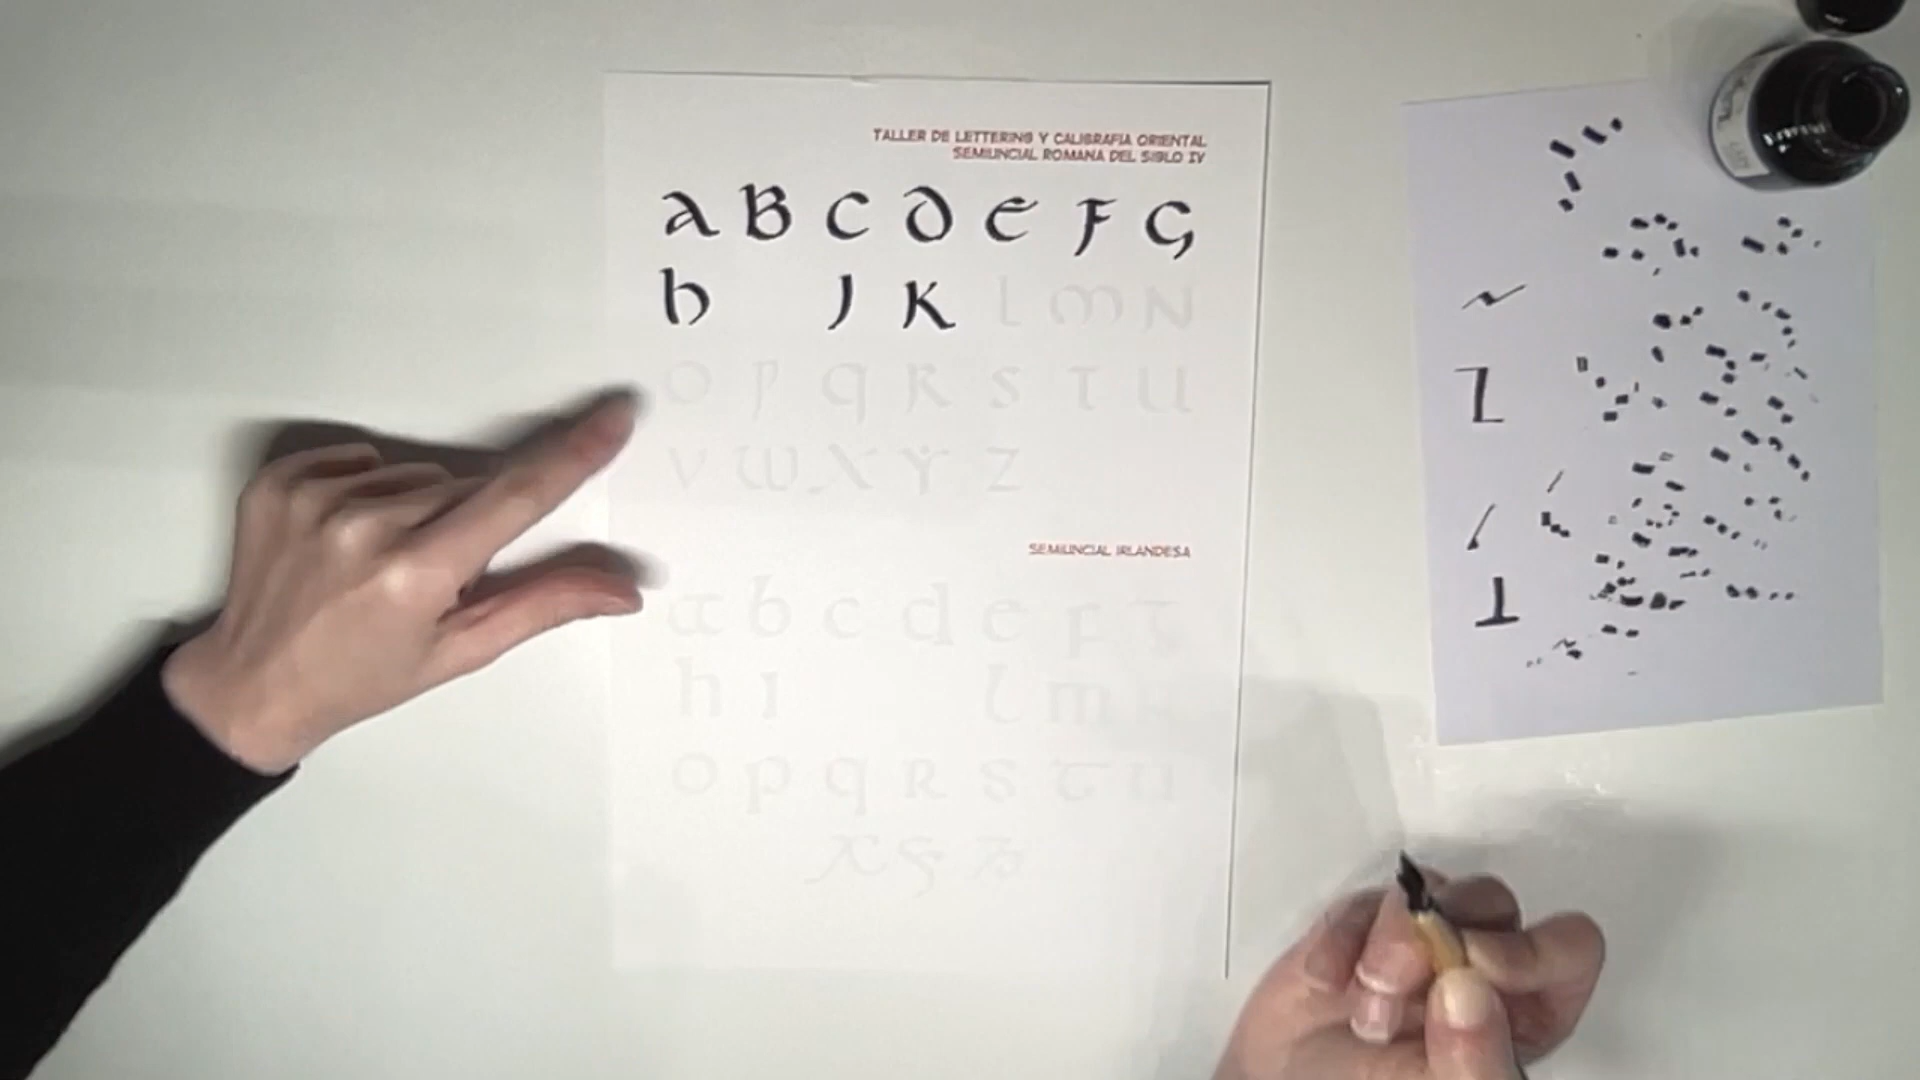 TALLER DE LETTERING Y CALIGRAFIA ORIENTAL
SEMIUNCIAL ROMANA DEL SIGLO IV
a B C d e F G
h J K l m N
O p q R S T U
V W X Y Z
SEMIUNCIAL IRLANDESA
a b c d e F G
h I l m
O p q R S T U
X Y Z